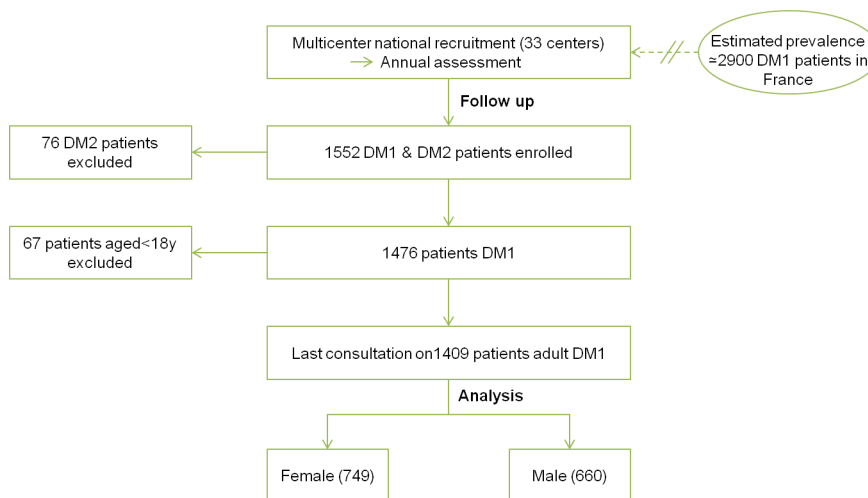 Multicenter national recruitment (33 centers)
Annual assessment
Estimated prevalence
≃2900 DM1 patients in
France
Follow up
76 DM2 patients
excluded
1552 DM1 & DM2 patients enrolled
67 patients aged<18y
excluded
1476 patients DM1
Last consultation on1409 patients adult DM1
Analysis
Female (749)
Male (660)